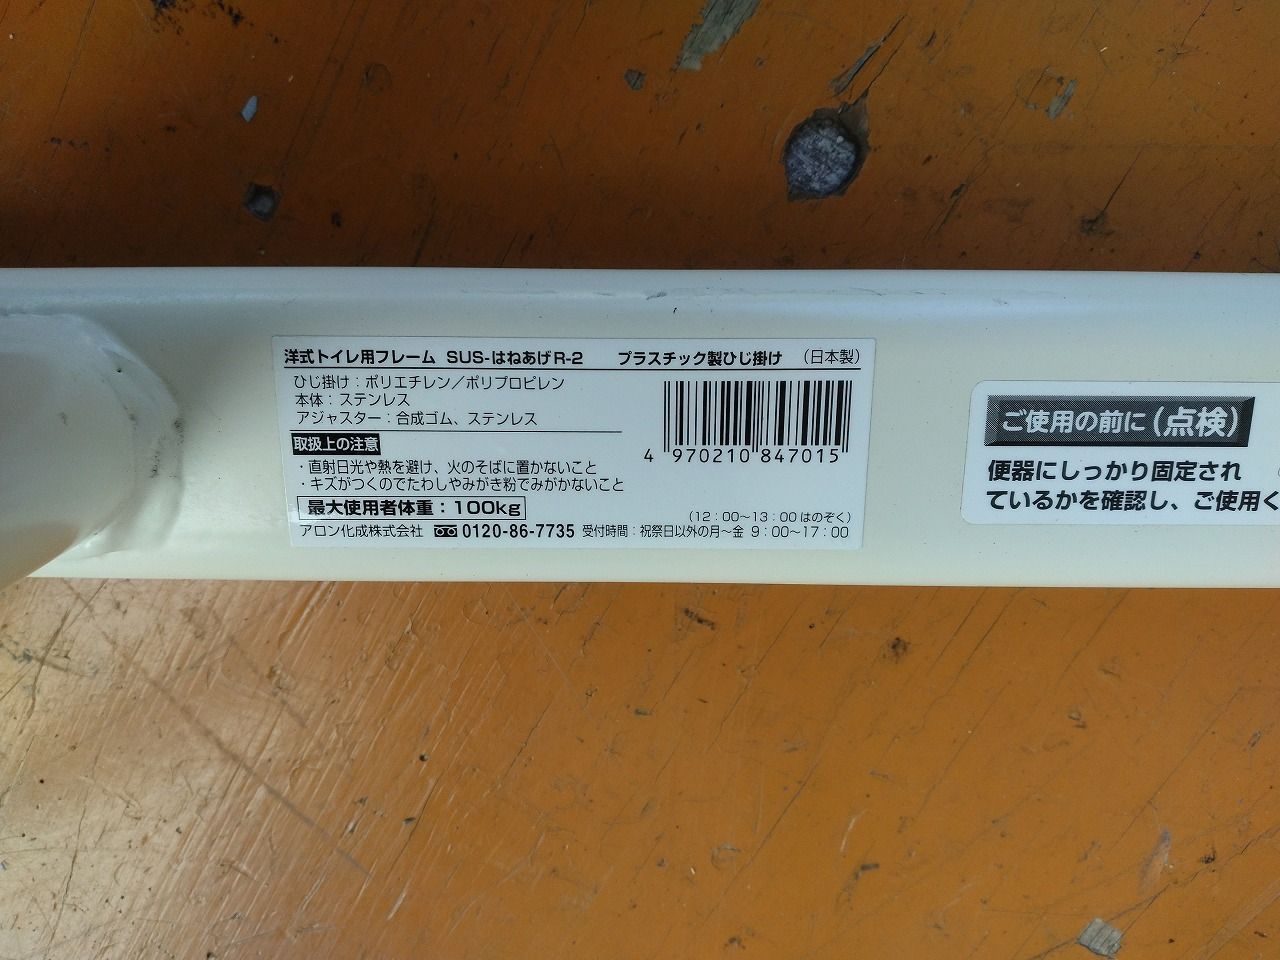 洋式トイレ用フレーム SUS-はねあげR-2 プラスチック製ひじ掛け (日本製)
ひじ掛け:ポリエチレン/ポリプロピレン
本体:ステンレス
アジャスター:合成ゴム、ステンレス
取扱上の注意
・直射日光や熱を避け、火のそばに置かないこと
・キズがつくのでたわしやみがき粉でみがかないこと
最大使用者体重:100kg
4 970210 847015
(12:00〜13:00はのぞく)
アロン化成株式会社 0120-86-7735 受付時間:祝祭日以外の月〜金 9:00〜17:00
ご使用の前に(点検)
便器にしっかり固定され
ているかを確認し、ご使用く